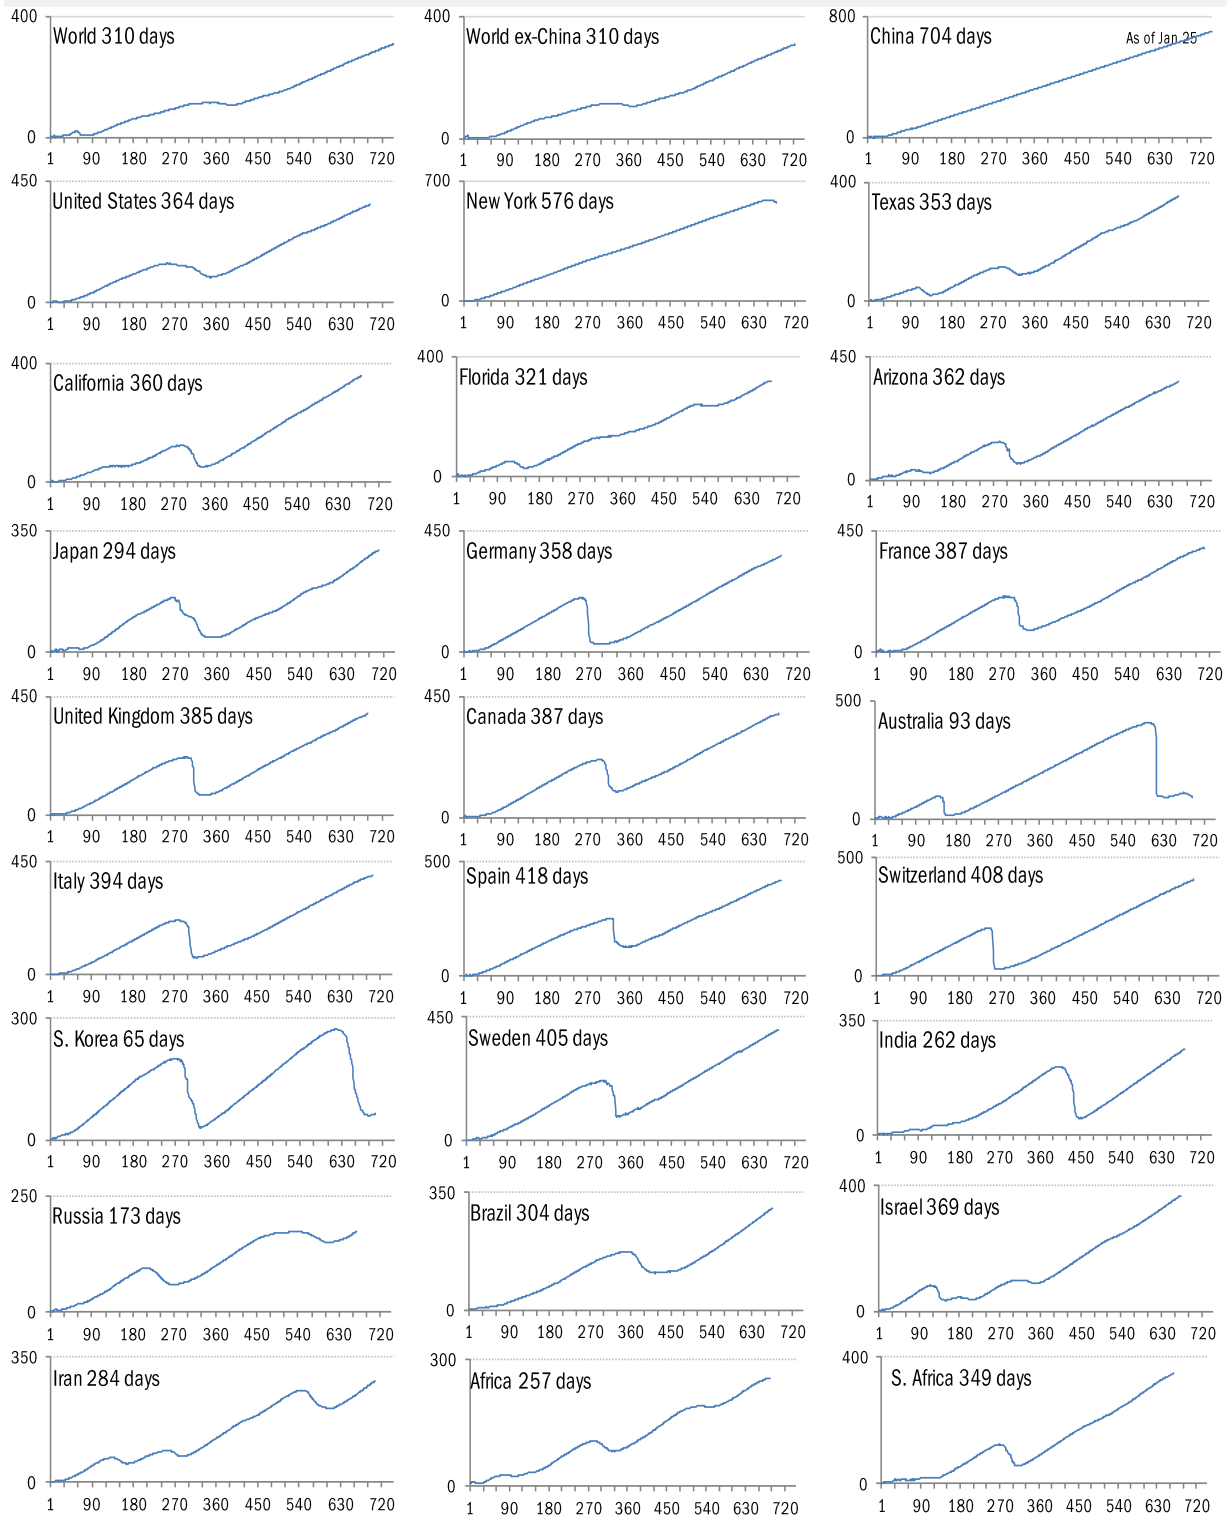 400 400 800
World 310 days World ex-China 310 days China 704 days
As of Jan 25
0 0 0
1 90 180 270 360 450 540 630 720 1 90 180 270 360 450 540 630 720 1 90 180 270 360 450 540 630 720
450 700 400
United States 364 days New York 576 days Texas 353 days
0 0 0
1 90 180 270 360 450 540 630 720 1 90 180 270 360 450 540 630 720 1 90 180 270 360 450 540 630 720
400 400 450
California 360 days Florida 321 days Arizona 362 days
0 0 0
1 90 180 270 360 450 540 630 720 1 90 180 270 360 450 540 630 720 1 90 180 270 360 450 540 630 720
350 450 450
Japan 294 days Germany 358 days France 387 days
0 0 0
1 90 180 270 360 450 540 630 720 1 90 180 270 360 450 540 630 720 1 90 180 270 360 450 540 630 720
450 450 500
United Kingdom 385 days Canada 387 days Australia 93 days
0 0 0
1 90 180 270 360 450 540 630 720 1 90 180 270 360 450 540 630 720 1 90 180 270 360 450 540 630 720
450 500 500
Italy 394 days Spain 418 days Switzerland 408 days
0 0 0
1 90 180 270 360 450 540 630 720 1 90 180 270 360 450 540 630 720 1 90 180 270 360 450 540 630 720
300 450 350
S. Korea 65 days Sweden 405 days India 262 days
0 0 0
1 90 180 270 360 450 540 630 720 1 90 180 270 360 450 540 630 720 1 90 180 270 360 450 540 630 720
250 350 400
Russia 173 days Brazil 304 days Israel 369 days
0 0 0
1 90 180 270 360 450 540 630 720 1 90 180 270 360 450 540 630 720 1 90 180 270 360 450 540 630 720
350 300 400
Iran 284 days Africa 257 days S. Africa 349 days
0 0 0
1 90 180 270 360 450 540 630 720 1 90 180 270 360 450 540 630 720 1 90 180 270 360 450 540 630 720